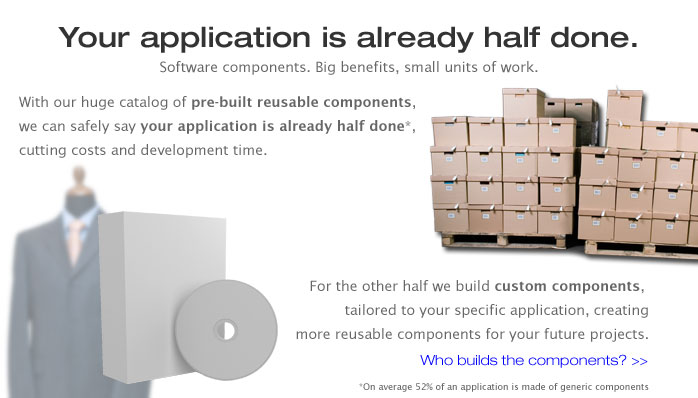 Your application is already half done.
Software components. Big benefits, small units of work.
With our huge catalog of pre-built reusable components,
we can safely say your application is already half done*,
cutting costs and development time.
For the other half we build custom components,
tailored to your specific application, creating
more reusable components for your future projects.
Who builds the components? >>
*On average 52% of an application is made of generic components